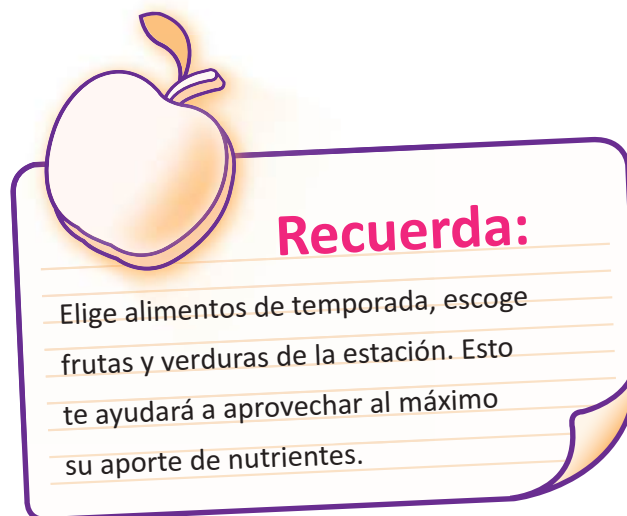 Recuerda:
Elige alimentos de temporada, escoge
frutas y verduras de la estación. Esto
te ayudará a aprovechar al máximo
su aporte de nutrientes.